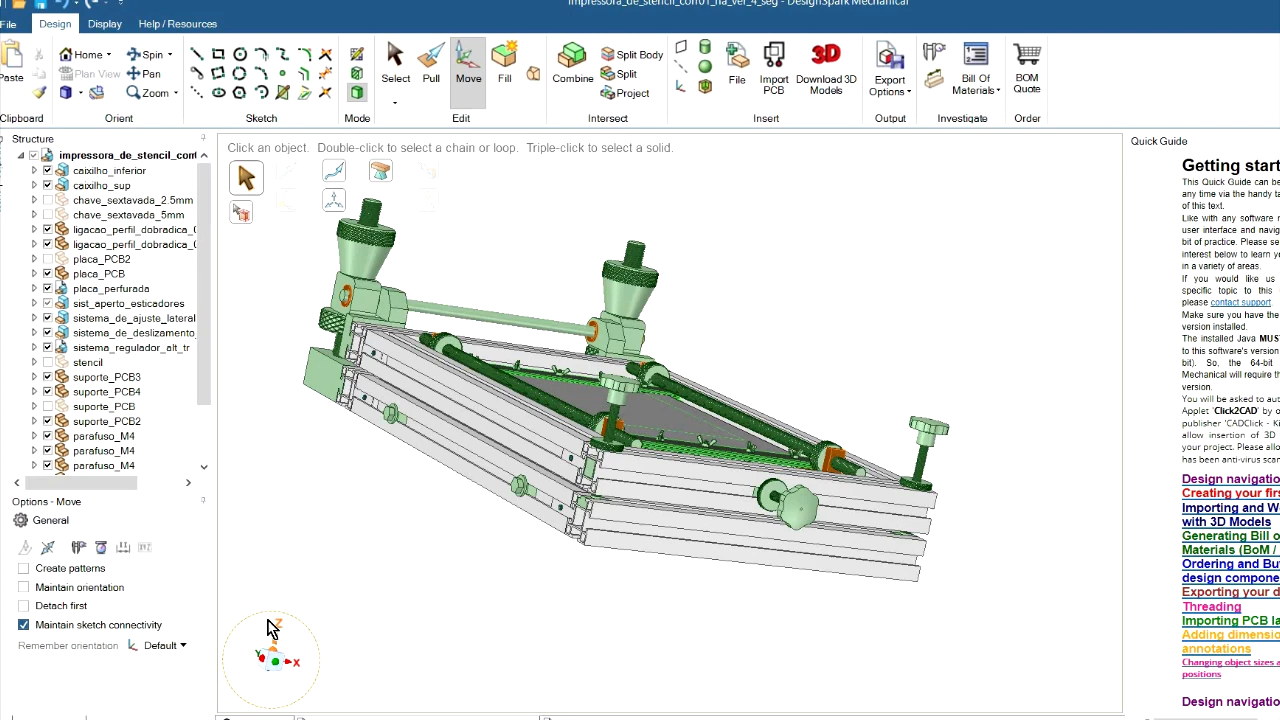 impressora_de_stencil_com01_na_ver_4_seg - DesignSpark Mechanical
File
Design
Display
Help / Resources
Paste
Clipboard
Home
Plan View
Spin
Pan
Zoom
Orient
Sketch
Mode
Select
Pull
Move
Fill
Edit
Combine
Split Body
Split
Project
Intersect
File
Import
PCB
Download 3D
Models
Insert
Export
Options
Output
Bill Of
Materials
Investigate
BOM
Quote
Order
Structure
impressora_de_stencil_com
caixilho_inferior
caixilho_sup
chave_sextavada_2.5mm
chave_sextavada_5mm
ligacao_perfil_dobradica_
ligacao_perfil_dobradica_
placa_PCB2
placa_PCB
placa_perfurada
sist_aperto_esticadores
sistema_de_ajuste_lateral
sistema_de_deslizamento_
sistema_regulador_alt_tr
stencil
suporte_PCB3
suporte_PCB4
suporte_PCB
suporte_PCB2
parafuso_M4
parafuso_M4
parafuso_M4
Options - Move
General
Create patterns
Maintain orientation
Detach first
Maintain sketch connectivity
Remember orientation
Default
Click an object. Double-click to select a chain or loop. Triple-click to select a solid.
Z
Y
X
Quick Guide
Getting start
This Quick Guide can be
any time via the handy ta
of this text.
Like with any software r
user interface and navig
bit of practice. Please se
interest below to learn yo
in a variety of areas.
If you would like us
specific topic to this
please contact support.
Make sure you have the
version installed.
The installed Java MUS
to this software's version
bit). So, the 64-bit
Mechanical will require th
version.
You will be asked to aut
Applet 'Click2CAD' by o
publisher 'CADClick - Ki
allow insertion of 3D
your project. Please allo
has been anti-virus scan
Design navigatio
Creating your firs
Importing and Wo
with 3D Models
Generating Bill o
Materials (BoM /
Ordering and Buy
design compone
Exporting your d
Threading
Importing PCB la
Adding dimensio
annotations
Changing object sizes a
positions
Design navigatio